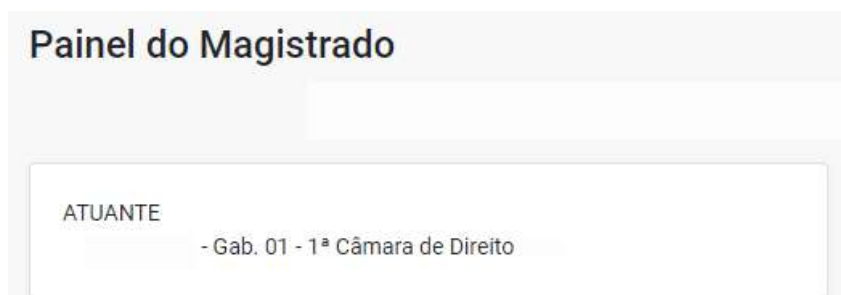 Painel do Magistrado
ATUANTE
- Gab. 01 - 1ª Câmara de Direito